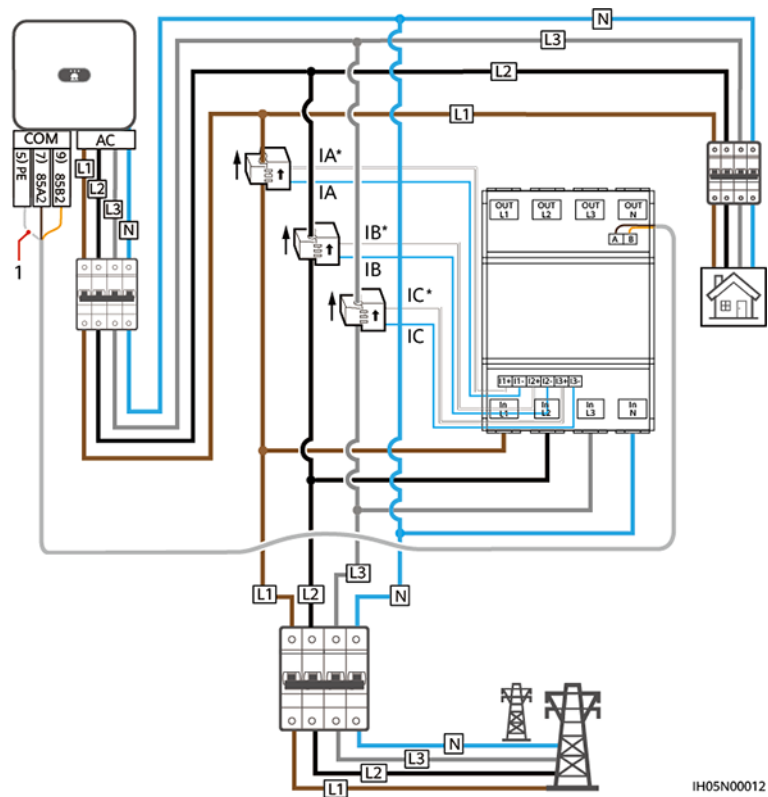 N
L3
L2
L1
COM
AC
5) PE
7) 85A2
9) 85B2
L1
L2
L3
N
1
IA*
IA
IB*
IB
IC*
IC
OUT L1
OUT L2
OUT L3
OUT N
A B
I1+ I1- I2+ I2- I3+ I3-
In L1
In L2
In L3
In N
L1
L2
L3
N
N
L3
L2
L1
IH05N00012